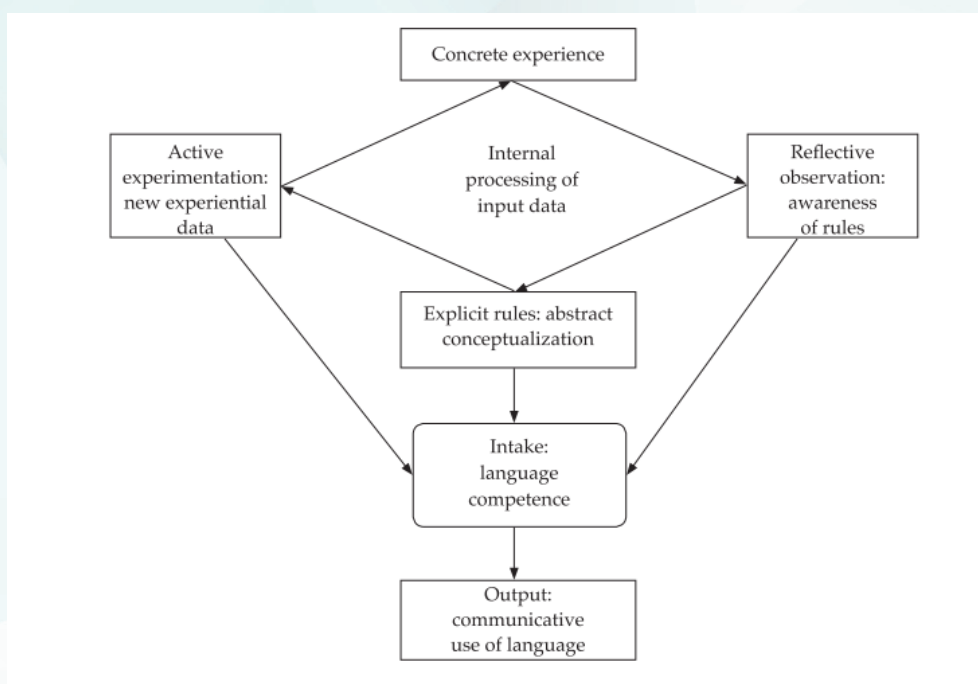 Concrete experience
Active
experimentation:
new experiential
data
Internal
processing of
input data
Reflective
observation:
awareness
of rules
Explicit rules: abstract
conceptualization
Intake:
language
competence
Output:
communicative
use of language